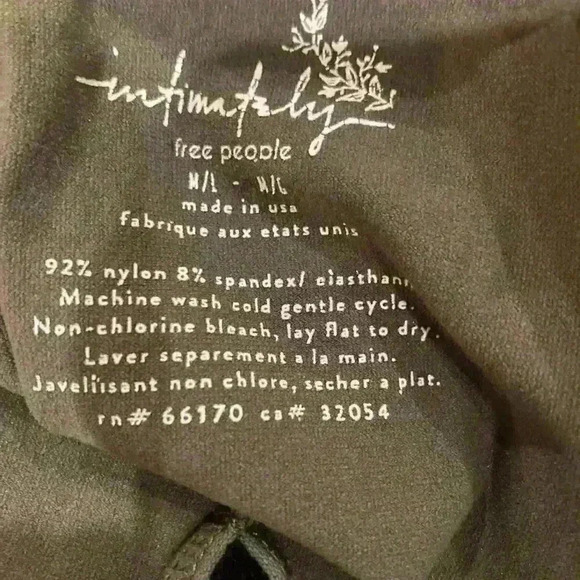 intimately
free people
M/L - M/G
made in usa
fabrique aux etats unis
92% nylon 8% spandex/ elasthann
Machine wash cold gentle cycle.
Non-chlorine bleach, lay flat to dry.
Laver separement a la main.
Javellisant non chlore, secher a plat.
rn# 66170 ca# 32054